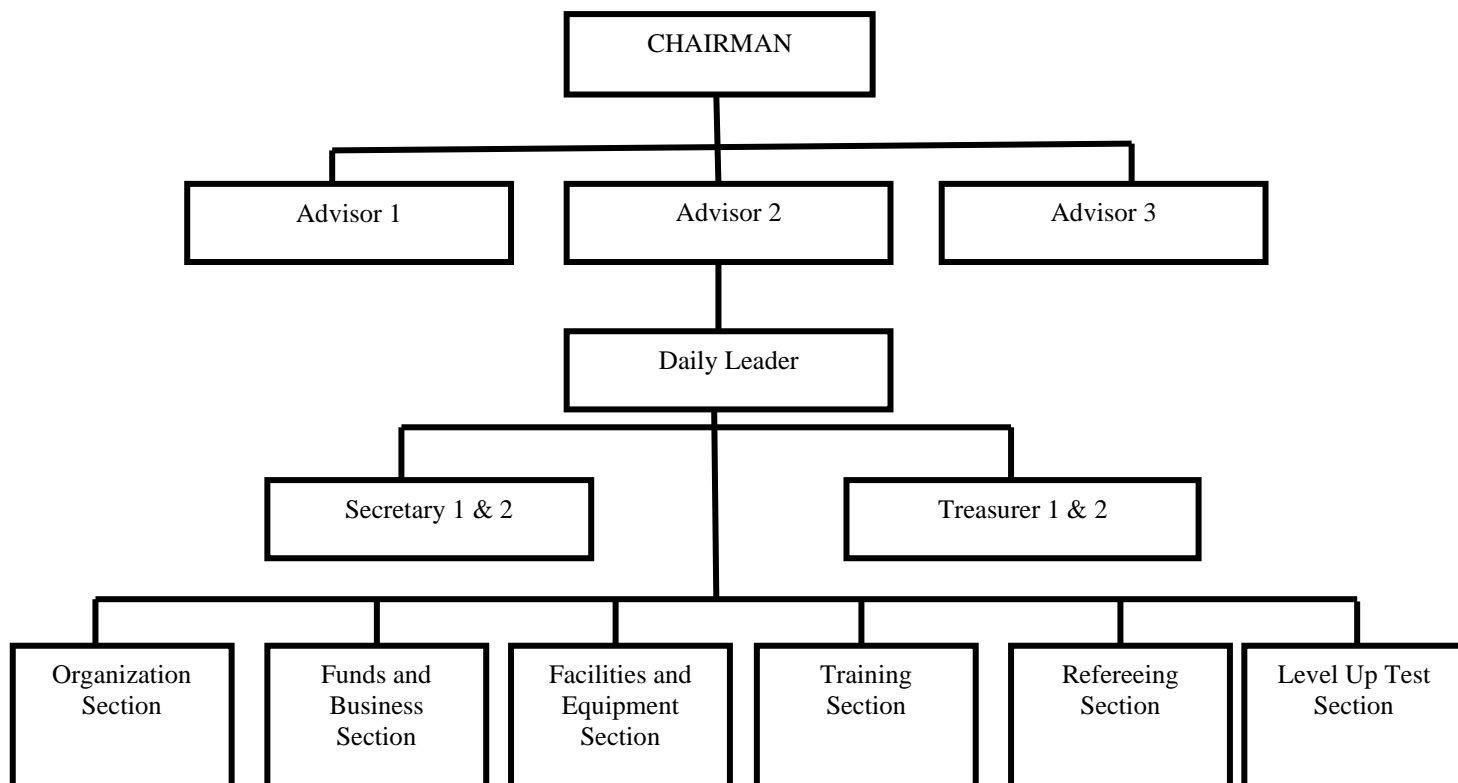 CHAIRMAN
Advisor 1
Advisor 2
Advisor 3
Daily Leader
Secretary 1 & 2
Treasurer 1 & 2
Organization
Section
Funds and
Business
Section
Facilities and
Equipment
Section
Training
Section
Refereeing
Section
Level Up Test
Section